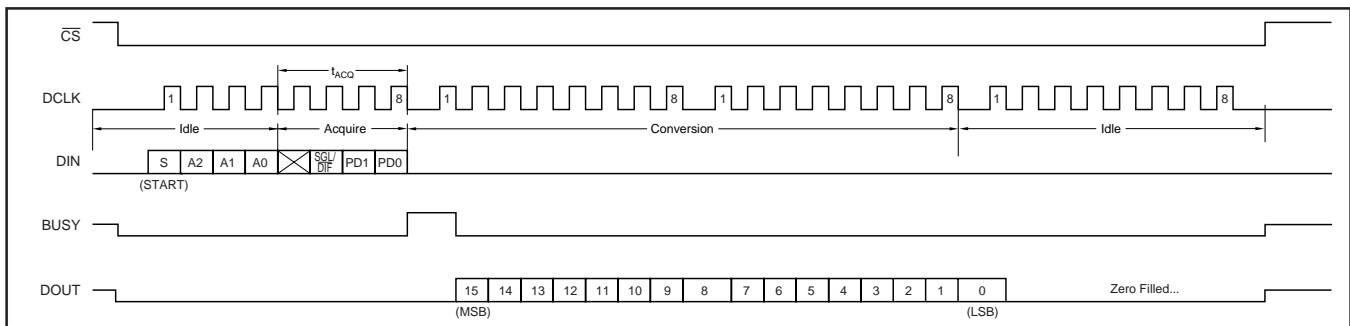 CS
tACQ
DCLK 1 8 1 8 1 8 1 8
Idle Acquire Conversion Idle
DIN S A2 A1 A0 SGL/DIF PD1 PD0
(START)
BUSY
DOUT 15 14 13 12 11 10 9 8 7 6 5 4 3 2 1 0 Zero Filled...
(MSB) (LSB)